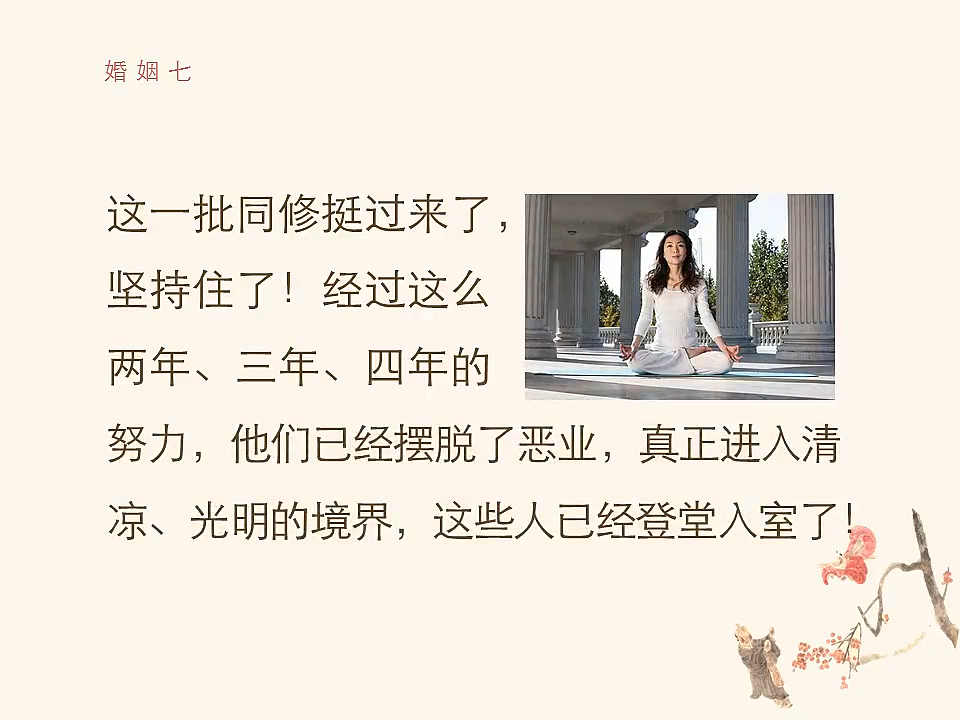 婚姻七
这一批同修挺过来了，
坚持住了！经过这么
两年、三年、四年的
努力，他们已经摆脱了恶业，真正进入清
凉、光明的境界，这些人已经登堂入室了！